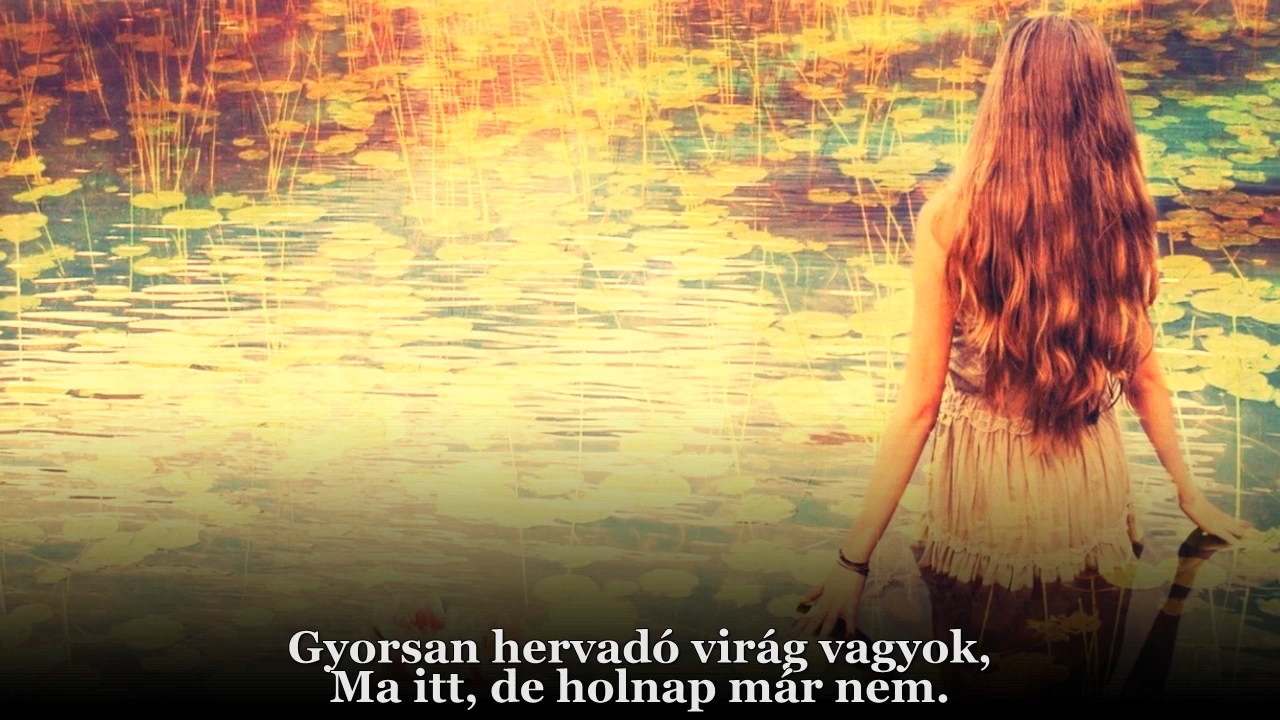 Gyorsan hervadó virág vagyok,
Ma itt, de holnap már nem.